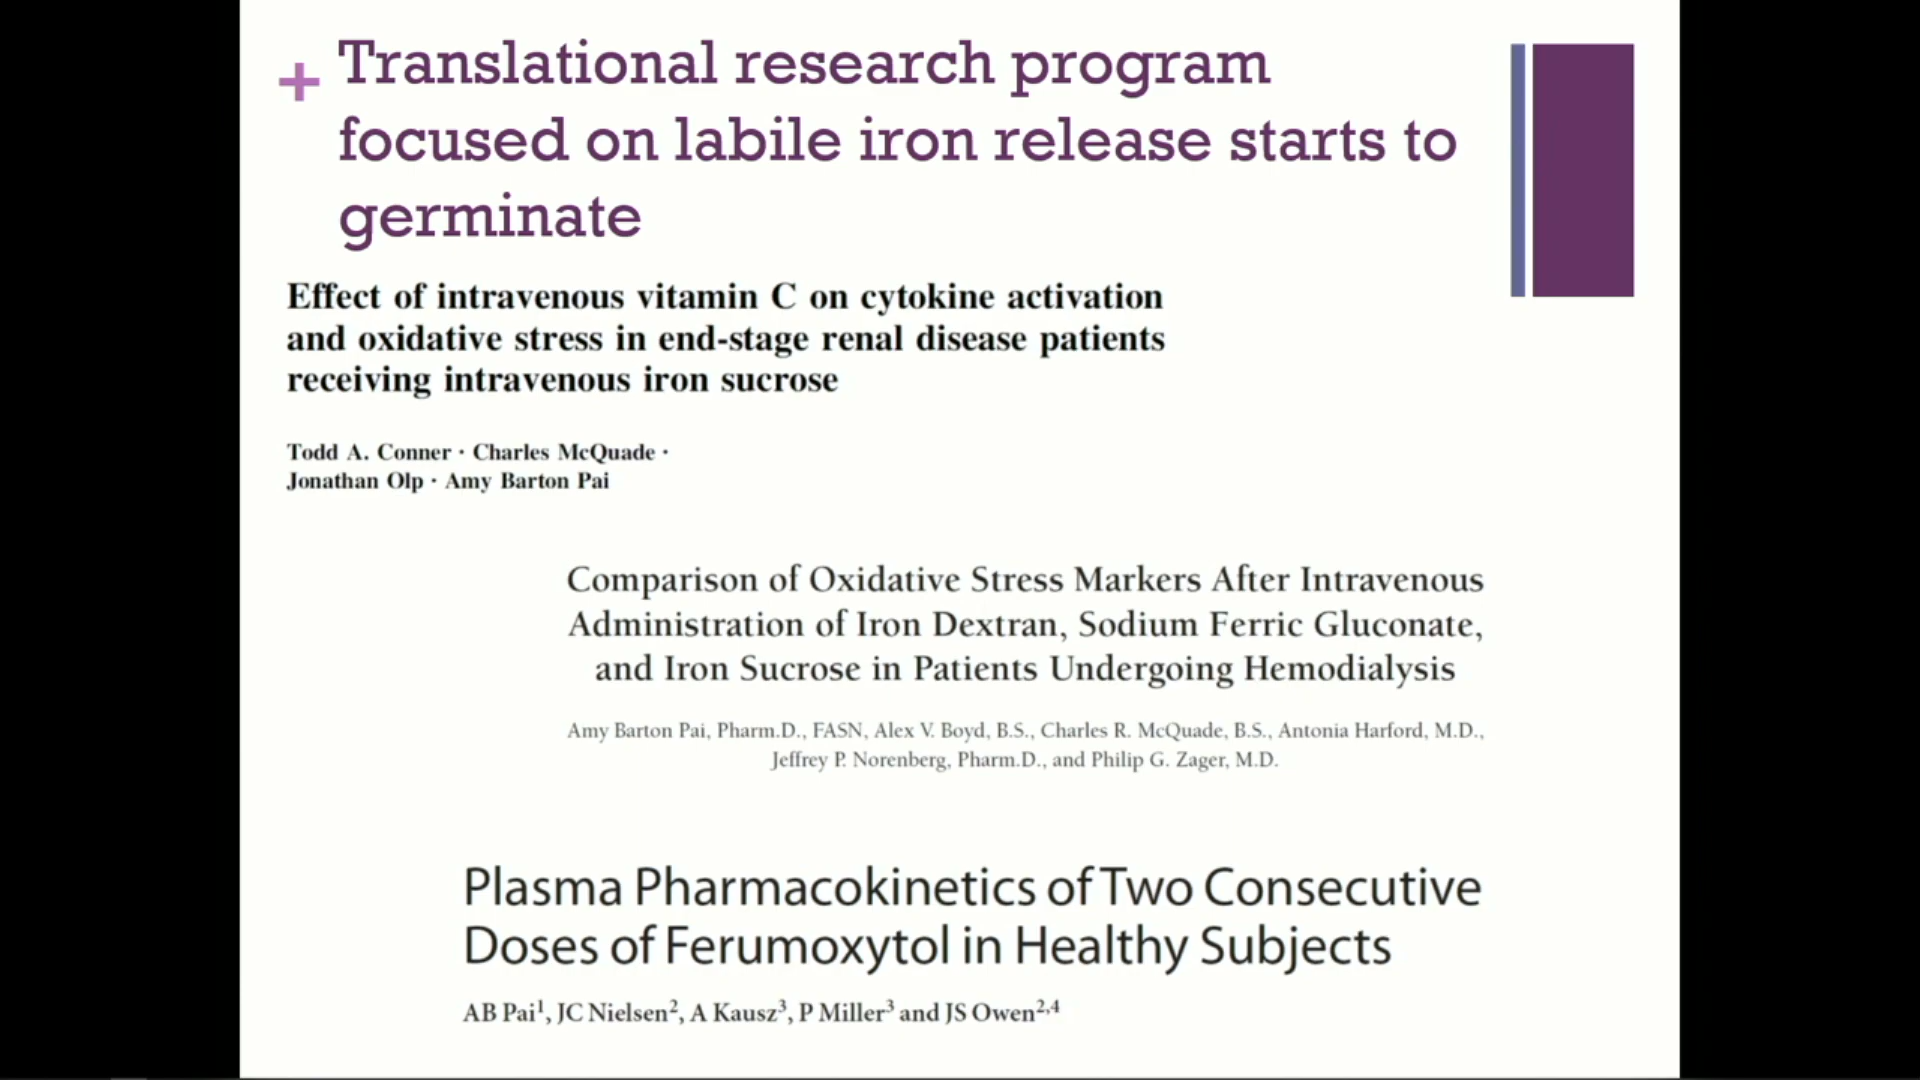 + Translational research program
focused on labile iron release starts to
germinate
Effect of intravenous vitamin C on cytokine activation
and oxidative stress in end-stage renal disease patients
receiving intravenous iron sucrose
Todd A. Conner · Charles McQuade ·
Jonathan Olp · Amy Barton Pai
Comparison of Oxidative Stress Markers After Intravenous
Administration of Iron Dextran, Sodium Ferric Gluconate,
and Iron Sucrose in Patients Undergoing Hemodialysis
Amy Barton Pai, Pharm.D., FASN, Alex V. Boyd, B.S., Charles R. McQuade, B.S., Antonia Harford, M.D.,
Jeffrey P. Norenberg, Pharm.D., and Philip G. Zager, M.D.
Plasma Pharmacokinetics of Two Consecutive
Doses of Ferumoxytol in Healthy Subjects
AB Pai¹, JC Nielsen², A Kausz³, P Miller³ and JS Owen²,⁴